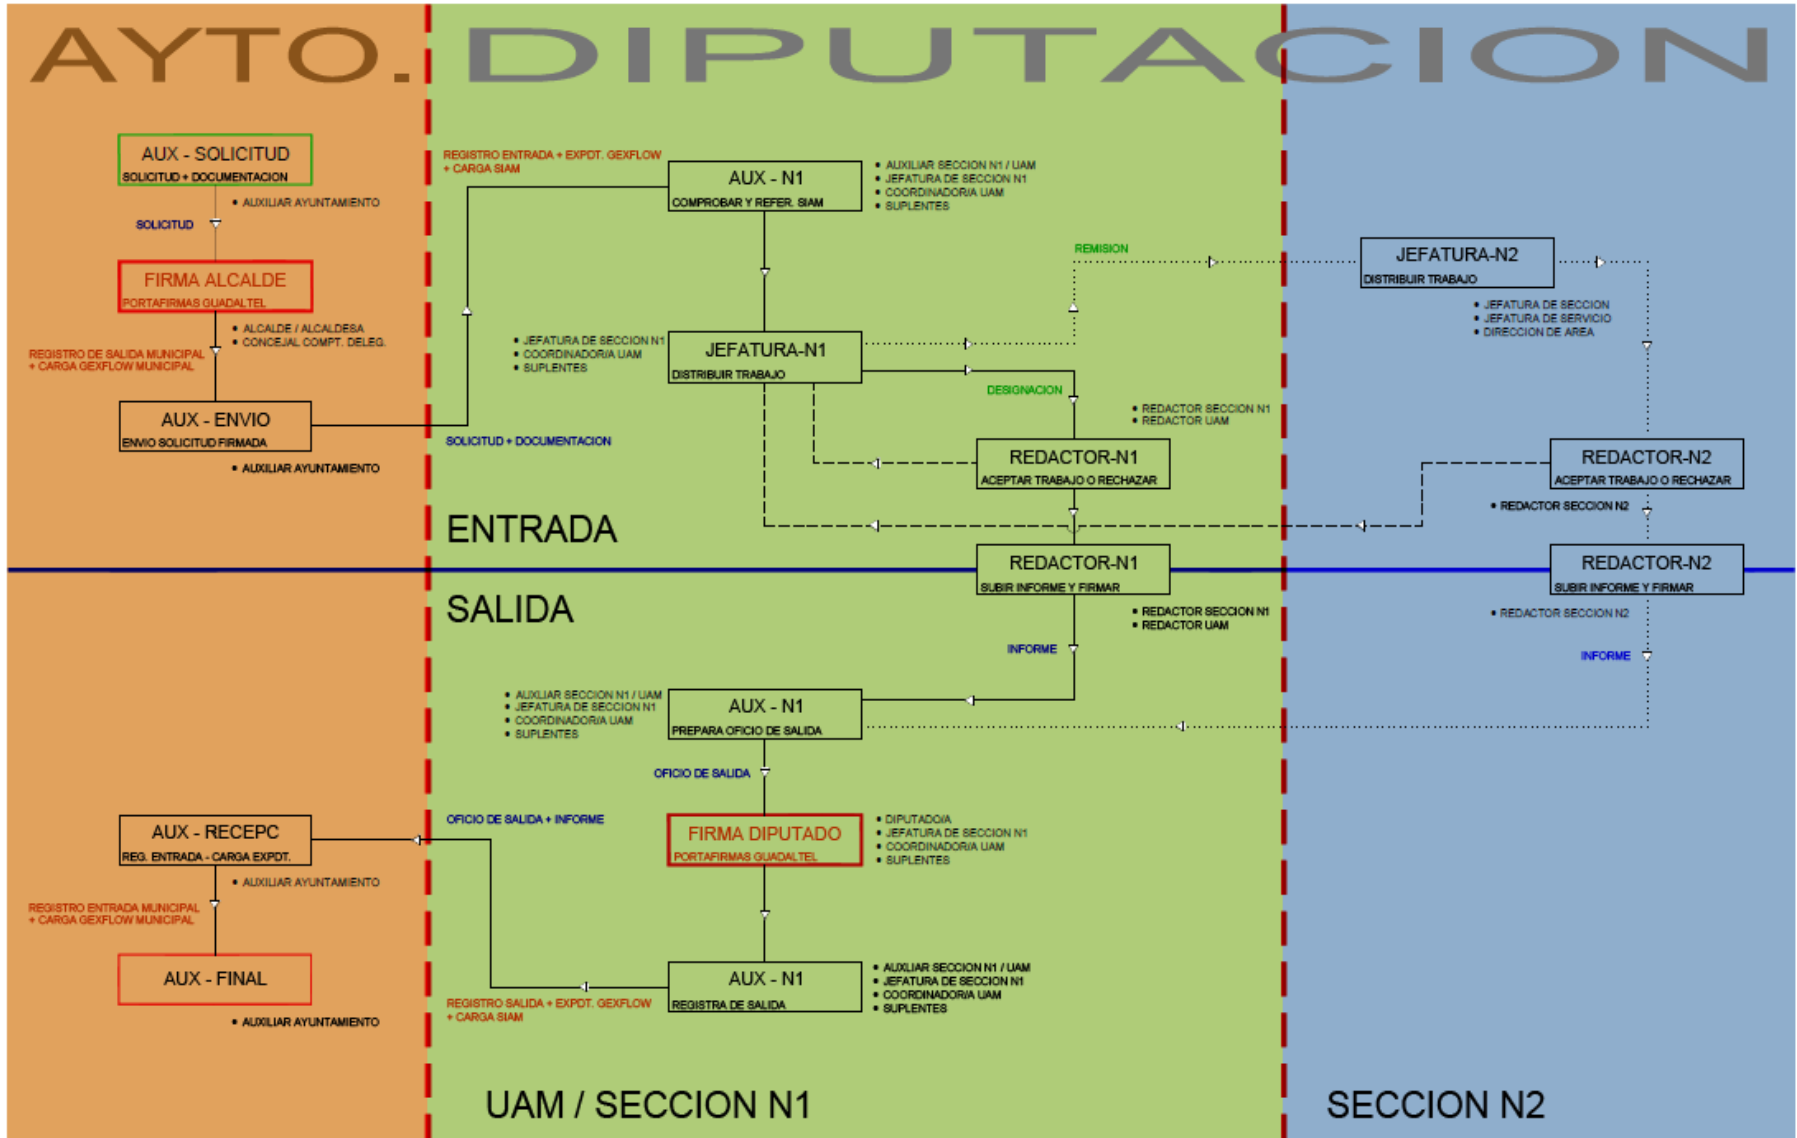 AYTO. DIPUTACION
AUX - SOLICITUD
SOLICITUD + DOCUMENTACION
• AUXILIAR AYUNTAMIENTO
SOLICITUD
FIRMA ALCALDE
PORTAFIRMAS GUADALTEL
• ALCALDE / ALCALDESA
• CONCEJAL COMPT. DELEG.
REGISTRO DE SALIDA MUNICIPAL
+ CARGA GEXFLOW MUNICIPAL
AUX - ENVIO
ENVIO SOLICITUD FIRMADA
• AUXILIAR AYUNTAMIENTO
REGISTRO ENTRADA + EXPDT. GEXFLOW
+ CARGA SIAM
AUX - N1
COMPROBAR Y REFER. SIAM
• AUXILIAR SECCION N1 / UAM
• JEFATURA DE SECCION N1
• COORDINADOR/A UAM
• SUPLENTES
REMISION
JEFATURA-N2
DISTRIBUIR TRABAJO
• JEFATURA DE SECCION
• JEFATURA DE SERVICIO
• DIRECCION DE AREA
• JEFATURA DE SECCION N1
• COORDINADOR/A UAM
• SUPLENTES
JEFATURA-N1
DISTRIBUIR TRABAJO
DESIGNACION
• REDACTOR SECCION N1
• REDACTOR UAM
SOLICITUD + DOCUMENTACION
REDACTOR-N1
ACEPTAR TRABAJO O RECHAZAR
REDACTOR-N2
ACEPTAR TRABAJO O RECHAZAR
• REDACTOR SECCION N2
ENTRADA
REDACTOR-N1
SUBIR INFORME Y FIRMAR
REDACTOR-N2
SUBIR INFORME Y FIRMAR
SALIDA
• REDACTOR SECCION N1
• REDACTOR UAM
• REDACTOR SECCION N2
INFORME
INFORME
• AUXLIAR SECCION N1 / UAM
• JEFATURA DE SECCION N1
• COORDINADOR/A UAM
• SUPLENTES
AUX - N1
PREPARA OFICIO DE SALIDA
OFICIO DE SALIDA
OFICIO DE SALIDA + INFORME
FIRMA DIPUTADO
PORTAFIRMAS GUADALTEL
• DIPUTADO/A
• JEFATURA DE SECCION N1
• COORDINADOR/A UAM
• SUPLENTES
AUX - RECEPC
REG. ENTRADA - CARGA EXPDT.
• AUXILIAR AYUNTAMIENTO
REGISTRO ENTRADA MUNICIPAL
+ CARGA GEXFLOW MUNICIPAL
AUX - FINAL
• AUXILIAR AYUNTAMIENTO
AUX - N1
REGISTRA DE SALIDA
• AUXLIAR SECCION N1 / UAM
• JEFATURA DE SECCION N1
• COORDINADOR/A UAM
• SUPLENTES
REGISTRO SALIDA + EXPDT. GEXFLOW
+ CARGA SIAM
UAM / SECCION N1
SECCION N2